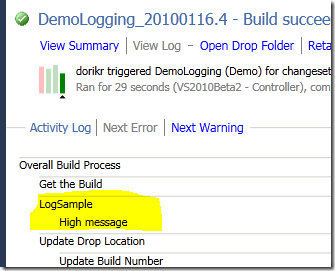 DemoLogging_20100116.4 - Build succee
View Summary | View Log - Open Drop Folder | Reta
dorikr triggered DemoLogging (Demo) for changeset
Ran for 29 seconds (VS2010Beta2 - Controller), com
Activity Log | Next Error | Next Warning
Overall Build Process
Get the Build
LogSample
High message
Update Drop Location
Update Build Number